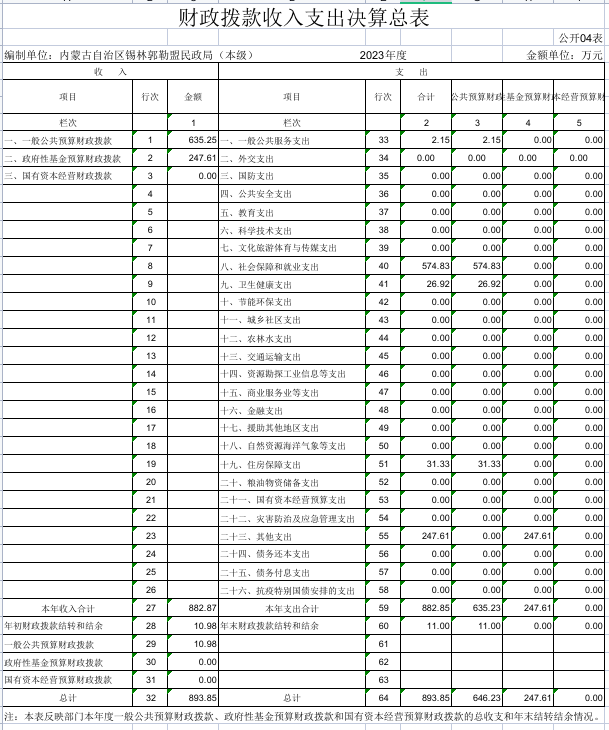 财政拨款收入支出决算总表
公开04表
编制单位：内蒙古自治区锡林郭勒盟民政局（本级） 2023年度 金额单位：万元
收 入 支 出
项目 行次 金额 项目 行次 合计 公共预算财政 性基金预算财 本经营预算财
栏次 1 栏次 2 3 4 5
一、一般公共预算财政拨款 1 635.25 一、一般公共服务支出 33 2.15 2.15 0.00 0.00
二、政府性基金预算财政拨款 2 247.61 二、外交支出 34 0.00 0.00 0.00 0.00
三、国有资本经营财政拨款 3 0.00 三、国防支出 35 0.00 0.00 0.00 0.00
4 四、公共安全支出 36 0.00 0.00 0.00 0.00
5 五、教育支出 37 0.00 0.00 0.00 0.00
6 六、科学技术支出 38 0.00 0.00 0.00 0.00
7 七、文化旅游体育与传媒支出 39 0.00 0.00 0.00 0.00
8 八、社会保障和就业支出 40 574.83 574.83 0.00 0.00
9 九、卫生健康支出 41 26.92 26.92 0.00 0.00
10 十、节能环保支出 42 0.00 0.00 0.00 0.00
11 十一、城乡社区支出 43 0.00 0.00 0.00 0.00
12 十二、农林水支出 44 0.00 0.00 0.00 0.00
13 十三、交通运输支出 45 0.00 0.00 0.00 0.00
14 十四、资源勘探工业信息等支出 46 0.00 0.00 0.00 0.00
15 十五、商业服务业等支出 47 0.00 0.00 0.00 0.00
16 十六、金融支出 48 0.00 0.00 0.00 0.00
17 十七、援助其他地区支出 49 0.00 0.00 0.00 0.00
18 十八、自然资源海洋气象等支出 50 0.00 0.00 0.00 0.00
19 十九、住房保障支出 51 31.33 31.33 0.00 0.00
20 二十、粮油物资储备支出 52 0.00 0.00 0.00 0.00
21 二十一、国有资本经营预算支出 53 0.00 0.00 0.00 0.00
22 二十二、灾害防治及应急管理支出 54 0.00 0.00 0.00 0.00
23 二十三、其他支出 55 247.61 0.00 247.61 0.00
24 二十四、债务还本支出 56 0.00 0.00 0.00 0.00
25 二十五、债务付息支出 57 0.00 0.00 0.00 0.00
26 二十六、抗疫特别国债安排的支出 58 0.00 0.00 0.00 0.00
本年收入合计 27 882.87 本年支出合计 59 882.85 635.23 247.61 0.00
年初财政拨款结转和结余 28 10.98 年末财政拨款结转和结余 60 11.00 11.00 0.00 0.00
一般公共预算财政拨款 29 10.98 61
政府性基金预算财政拨款 30 0.00 62
国有资本经营预算财政拨款 31 0.00 63
总计 32 893.85 总计 64 893.85 646.23 247.61 0.00
注：本表反映部门本年度一般公共预算财政拨款、政府性基金预算财政拨款和国有资本经营预算财政拨款的总收支和年末结转结余情况。